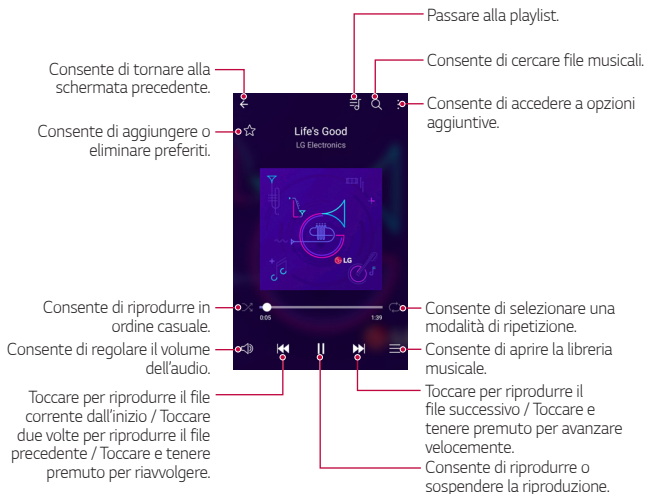 Passare alla playlist.
Consente di cercare file musicali.
Consente di tornare alla
schermata precedente.
Consente di accedere a opzioni
aggiuntive.
Consente di aggiungere o
eliminare preferiti.
Life's Good
LG Electronics
LG
Consente di riprodurre in
ordine casuale.
0:05
1:39
Consente di selezionare una
modalità di ripetizione.
Consente di regolare il volume
dell'audio.
Consente di aprire la libreria
musicale.
Toccare per riprodurre il file
corrente dall'inizio / Toccare
due volte per riprodurre il file
precedente / Toccare e tenere
premuto per riavvolgere.
Toccare per riprodurre il
file successivo / Toccare e
tenere premuto per avanzare
velocemente.
Consente di riprodurre o
sospendere la riproduzione.